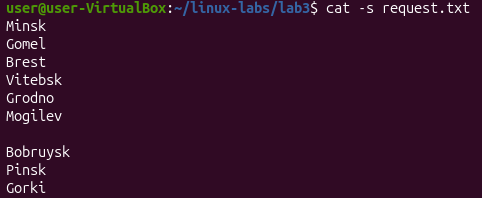 user@user-VirtualBox:~/linux-labs/lab3$ cat -s request.txt
Minsk
Gomel
Brest
Vitebsk
Grodno
Mogilev

Bobruysk
Pinsk
Gorki